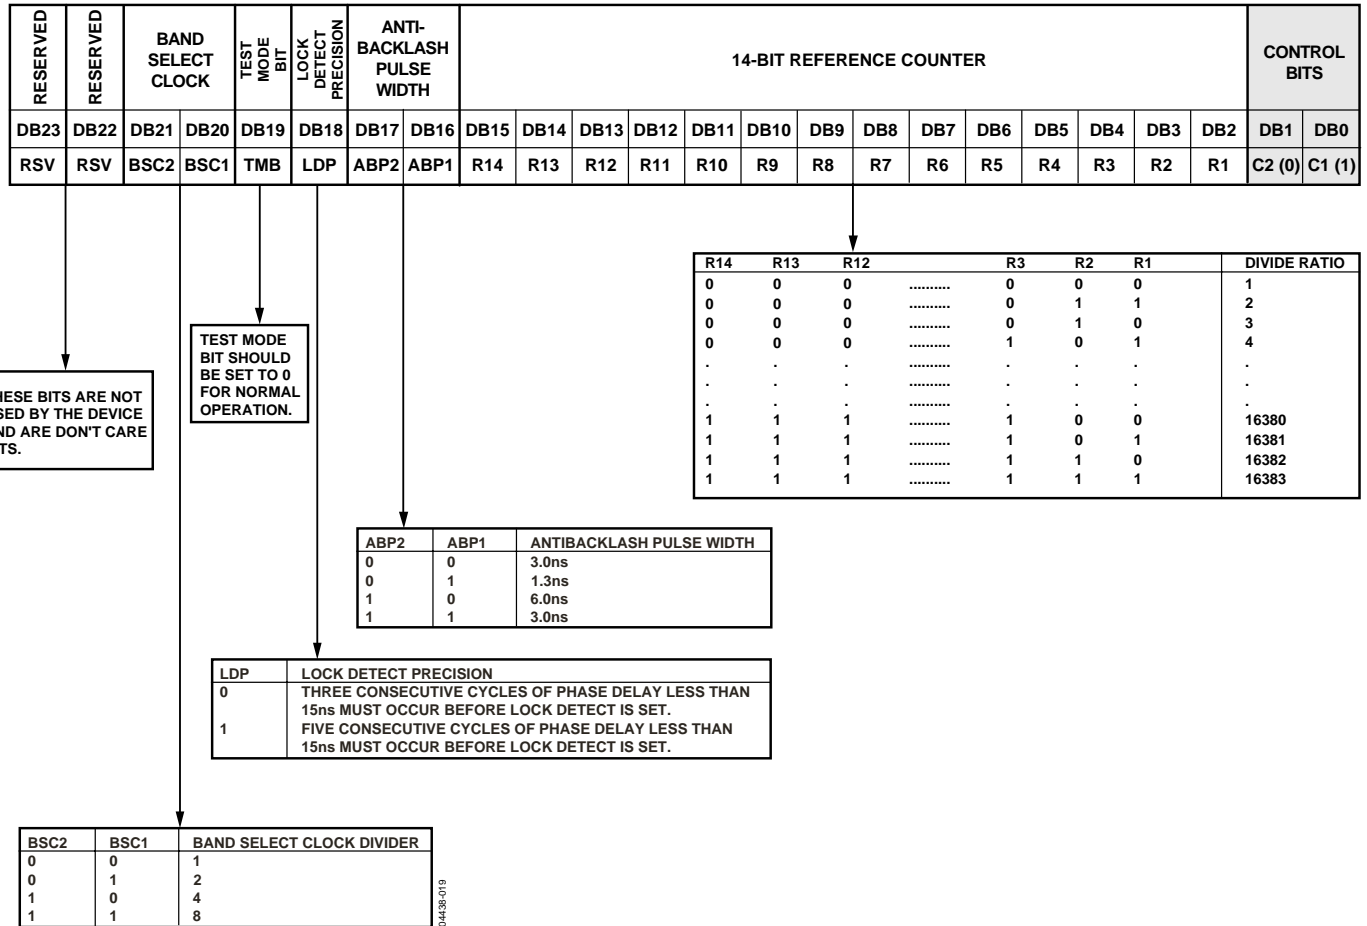 RESERVED
RESERVED
BAND
SELECT
CLOCK
TEST
MODE
BIT
LOCK
DETECT
PRECISION
ANTI-
BACKLASH
PULSE
WIDTH
14-BIT REFERENCE COUNTER
CONTROL
BITS
DB23 DB22 DB21 DB20 DB19 DB18 DB17 DB16 DB15 DB14 DB13 DB12 DB11 DB10 DB9 DB8 DB7 DB6 DB5 DB4 DB3 DB2 DB1 DB0
RSV RSV BSC2 BSC1 TMB LDP ABP2 ABP1 R14 R13 R12 R11 R10 R9 R8 R7 R6 R5 R4 R3 R2 R1 C2 (0) C1 (1)
R14 R13 R12 R3 R2 R1 DIVIDE RATIO
0 0 0 .......... 0 0 0 1
0 0 0 .......... 0 1 1 2
0 0 0 .......... 0 1 0 3
0 0 0 .......... 1 0 1 4
. . . .......... . . . .
. . . .......... . . . .
. . . .......... . . . .
1 1 1 .......... 1 0 0 16380
1 1 1 .......... 1 0 1 16381
1 1 1 .......... 1 1 0 16382
1 1 1 .......... 1 1 1 16383
TEST MODE
BIT SHOULD
BE SET TO 0
FOR NORMAL
OPERATION.
HESE BITS ARE NOT
SED BY THE DEVICE
ND ARE DON'T CARE
TS.
ABP2 ABP1 ANTIBACKLASH PULSE WIDTH
0 0 3.0ns
0 1 1.3ns
1 0 6.0ns
1 1 3.0ns
LDP LOCK DETECT PRECISION
0 THREE CONSECUTIVE CYCLES OF PHASE DELAY LESS THAN
15ns MUST OCCUR BEFORE LOCK DETECT IS SET.
1 FIVE CONSECUTIVE CYCLES OF PHASE DELAY LESS THAN
15ns MUST OCCUR BEFORE LOCK DETECT IS SET.
BSC2 BSC1 BAND SELECT CLOCK DIVIDER
0 0 1
0 1 2
1 0 4
1 1 8
04438-019